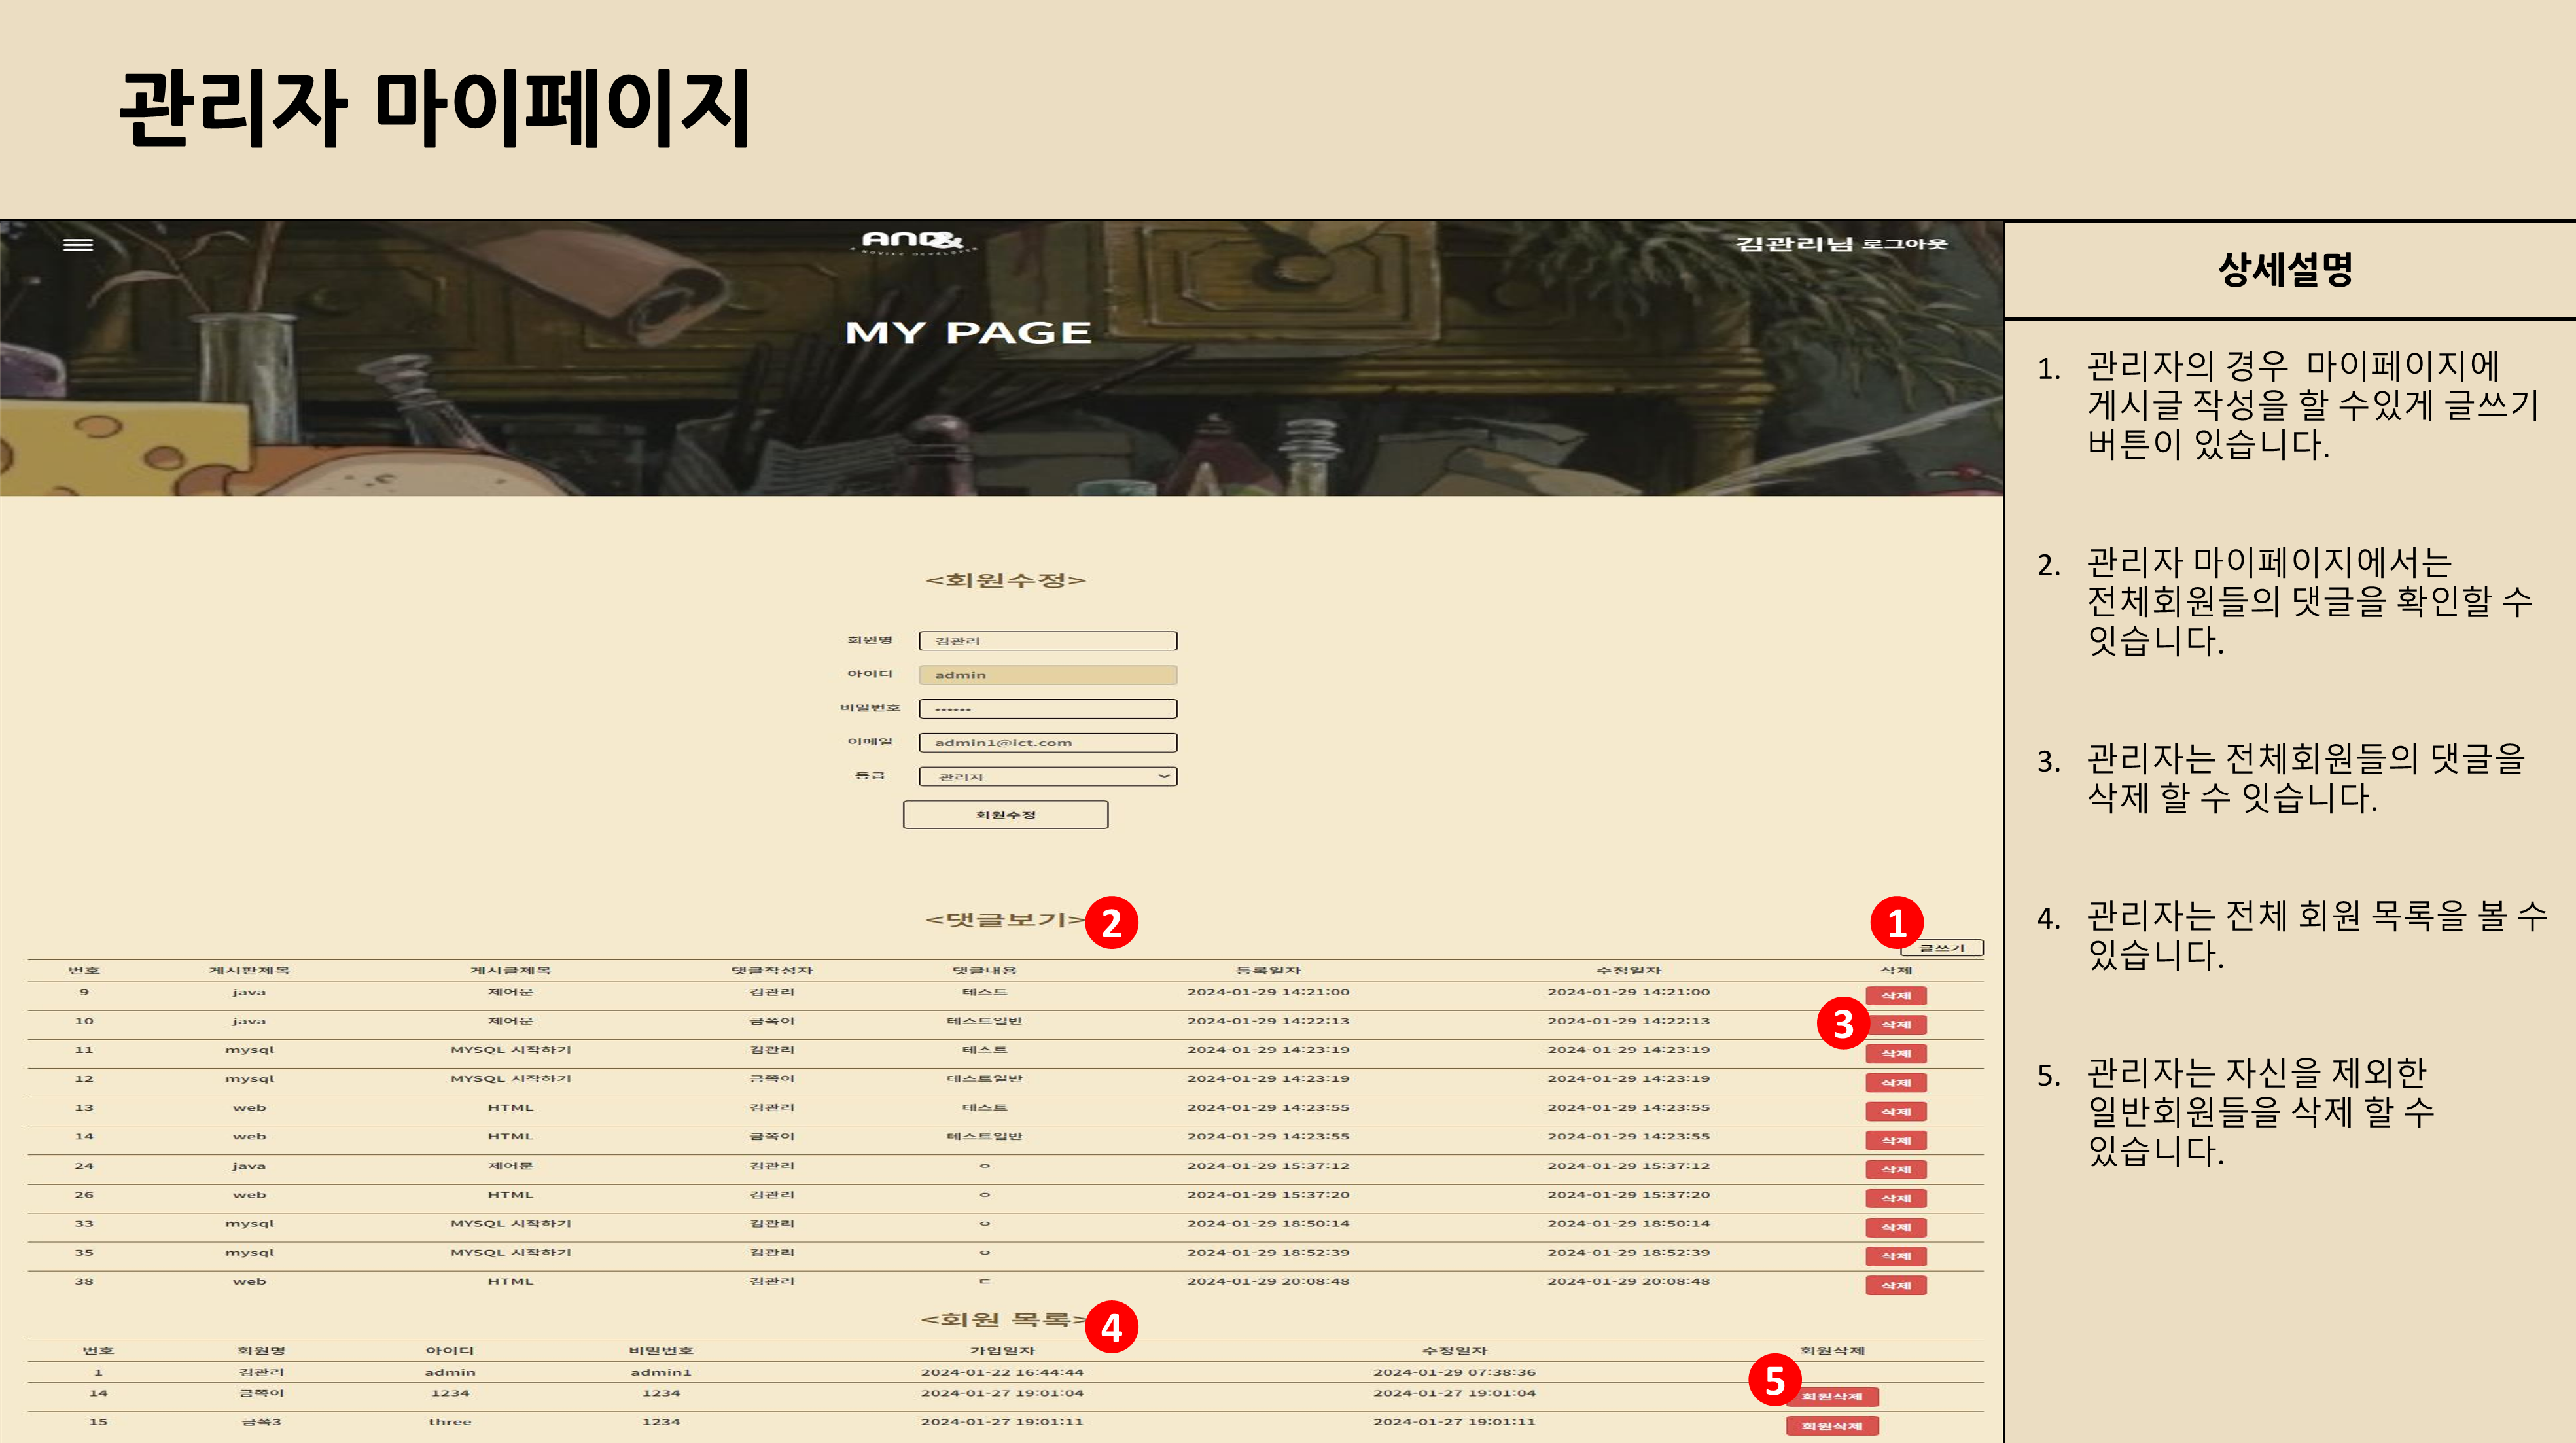 관리자 마이페이지
AND&
NOVICE DEVELOPER
김관리님 로그아웃
MY PAGE
<회원수정>
회원명 김관리
아이디 admin
비밀번호 ••••••
이메일 admin1@ict.com
등급 관리자
회원수정
<댓글보기> 2
1
글쓰기
번호 게시판제목 게시글제목 댓글작성자 댓글내용 등록일자 수정일자 삭제
9 java 제어문 김관리 테스트 2024-01-29 14:21:00 2024-01-29 14:21:00 삭제
10 java 제어문 금쪽이 테스트일반 2024-01-29 14:22:13 2024-01-29 14:22:13 3 삭제
11 mysql MYSQL 시작하기 김관리 테스트 2024-01-29 14:23:19 2024-01-29 14:23:19 삭제
12 mysql MYSQL 시작하기 금쪽이 테스트일반 2024-01-29 14:23:19 2024-01-29 14:23:19 삭제
13 web HTML 김관리 테스트 2024-01-29 14:23:55 2024-01-29 14:23:55 삭제
14 web HTML 금쪽이 테스트일반 2024-01-29 14:23:55 2024-01-29 14:23:55 삭제
24 java 제어문 김관리 ㅇ 2024-01-29 15:37:12 2024-01-29 15:37:12 삭제
26 web HTML 김관리 ㅇ 2024-01-29 15:37:20 2024-01-29 15:37:20 삭제
33 mysql MYSQL 시작하기 김관리 ㅇ 2024-01-29 18:50:14 2024-01-29 18:50:14 삭제
35 mysql MYSQL 시작하기 김관리 ㅇ 2024-01-29 18:52:39 2024-01-29 18:52:39 삭제
38 web HTML 김관리 ㄷ 2024-01-29 20:08:48 2024-01-29 20:08:48 삭제
<회원 목록> 4
번호 회원명 아이디 비밀번호 가입일자 수정일자 회원삭제
1 김관리 admin admin1 2024-01-22 16:44:44 2024-01-29 07:38:36
14 금쪽이 1234 1234 2024-01-27 19:01:04 2024-01-27 19:01:04 5 회원삭제
15 금쪽3 three 1234 2024-01-27 19:01:11 2024-01-27 19:01:11 회원삭제
상세설명
1. 관리자의 경우 마이페이지에
게시글 작성을 할 수있게 글쓰기
버튼이 있습니다.
2. 관리자 마이페이지에서는
전체회원들의 댓글을 확인할 수
잇습니다.
3. 관리자는 전체회원들의 댓글을
삭제 할 수 잇습니다.
4. 관리자는 전체 회원 목록을 볼 수
있습니다.
5. 관리자는 자신을 제외한
일반회원들을 삭제 할 수
있습니다.